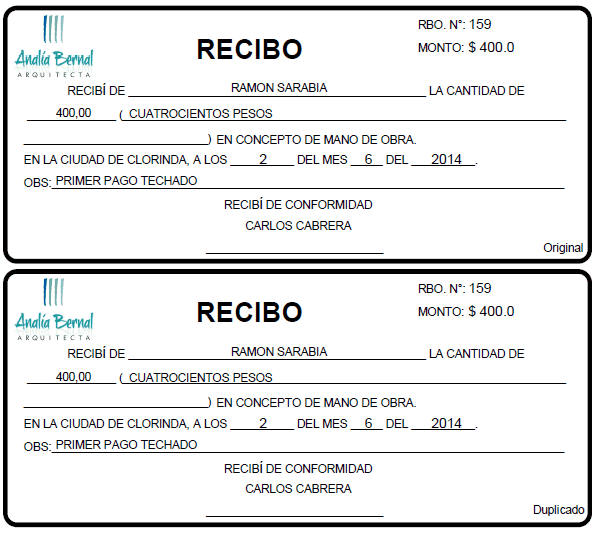 Analía Bernal
ARQUITECTA
RECIBO
RBO. N°: 159
MONTO: $ 400.0
RECIBÍ DE RAMON SARABIA LA CANTIDAD DE
400,00 ( CUATROCIENTOS PESOS
) EN CONCEPTO DE MANO DE OBRA.
EN LA CIUDAD DE CLORINDA, A LOS 2 DEL MES 6 DEL 2014.
OBS: PRIMER PAGO TECHADO
RECIBÍ DE CONFORMIDAD
CARLOS CABRERA
Original
Analía Bernal
ARQUITECTA
RECIBO
RBO. N°: 159
MONTO: $ 400.0
RECIBÍ DE RAMON SARABIA LA CANTIDAD DE
400,00 ( CUATROCIENTOS PESOS
) EN CONCEPTO DE MANO DE OBRA.
EN LA CIUDAD DE CLORINDA, A LOS 2 DEL MES 6 DEL 2014.
OBS: PRIMER PAGO TECHADO
RECIBÍ DE CONFORMIDAD
CARLOS CABRERA
Duplicado